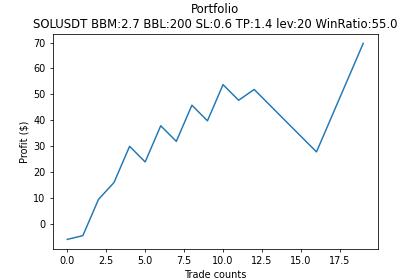 Portfolio
SOLUSDT BBM:2.7 BBL:200 SL:0.6 TP:1.4 lev:20 WinRatio:55.0
70
60
50
40
30
20
10
0
Profit ($)
0.0 2.5 5.0 7.5 10.0 12.5 15.0 17.5
Trade counts